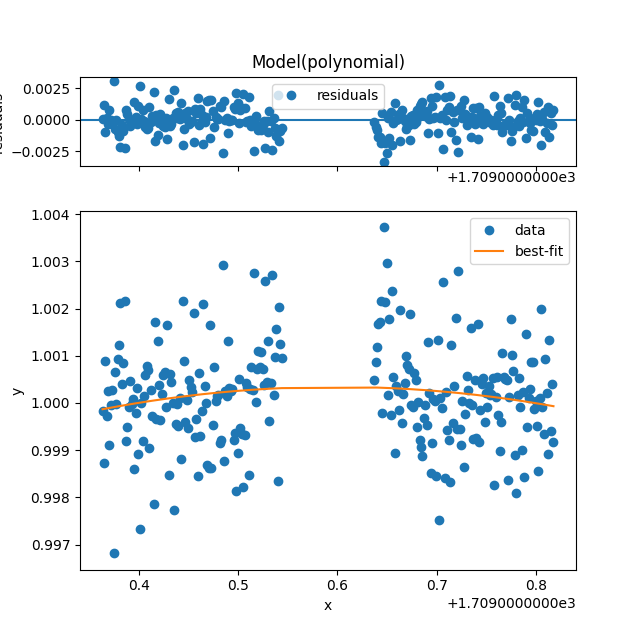 Model(polynomial)
0.0025
0.0000
−0.0025
residuals
+1.7090000000e3
1.004
1.003
1.002
1.001
1.000
0.999
0.998
0.997
y
data
best-fit
0.4 0.5 0.6 0.7 0.8
x
+1.7090000000e3